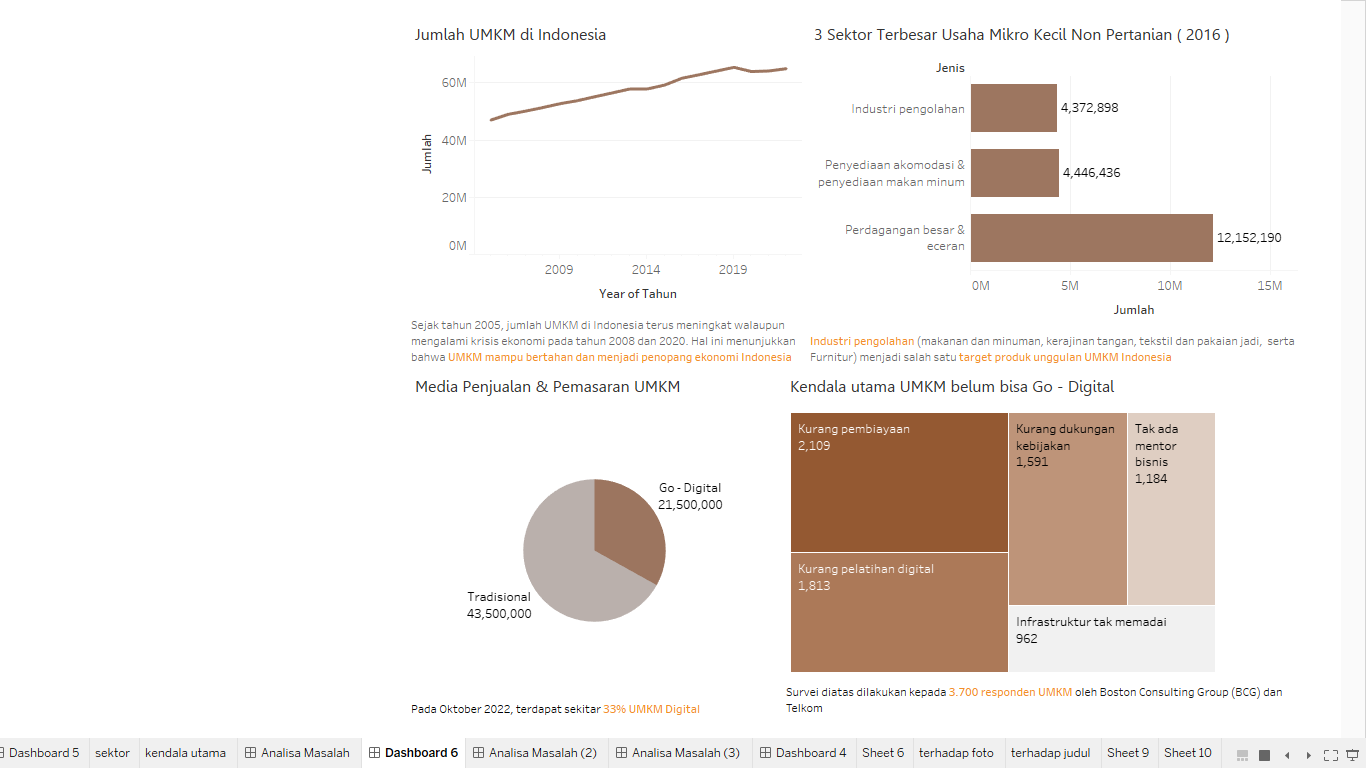 Jumlah UMKM di Indonesia
60M
40M
20M
0M
Jumlah
2009 2014 2019
Year of Tahun
Sejak tahun 2005, jumlah UMKM di Indonesia terus meningkat walaupun
mengalami krisis ekonomi pada tahun 2008 dan 2020. Hal ini menunjukkan
bahwa UMKM mampu bertahan dan menjadi penopang ekonomi Indonesia
3 Sektor Terbesar Usaha Mikro Kecil Non Pertanian ( 2016 )
Jenis
Industri pengolahan 4,372,898
Penyediaan akomodasi &
penyediaan makan minum
4,446,436
Perdagangan besar &
eceran
12,152,190
0M 5M 10M 15M
Jumlah
Industri pengolahan (makanan dan minuman, kerajinan tangan, tekstil dan pakaian jadi, serta
Furnitur) menjadi salah satu target produk unggulan UMKM Indonesia
Media Penjualan & Pemasaran UMKM
Go - Digital
21,500,000
Tradisional
43,500,000
Pada Oktober 2022, terdapat sekitar 33% UMKM Digital
Kendala utama UMKM belum bisa Go - Digital
Kurang pembiayaan
2,109
Kurang pelatihan digital
1,813
Kurang dukungan
kebijakan
1,591
Tak ada
mentor
bisnis
1,184
Infrastruktur tak memadai
962
Survei diatas dilakukan kepada 3.700 responden UMKM oleh Boston Consulting Group (BCG) dan
Telkom
Dashboard 5 sektor kendala utama Analisa Masalah Dashboard 6 Analisa Masalah (2) Analisa Masalah (3) Dashboard 4 Sheet 6 terhadap foto terhadap judul Sheet 9 Sheet 10